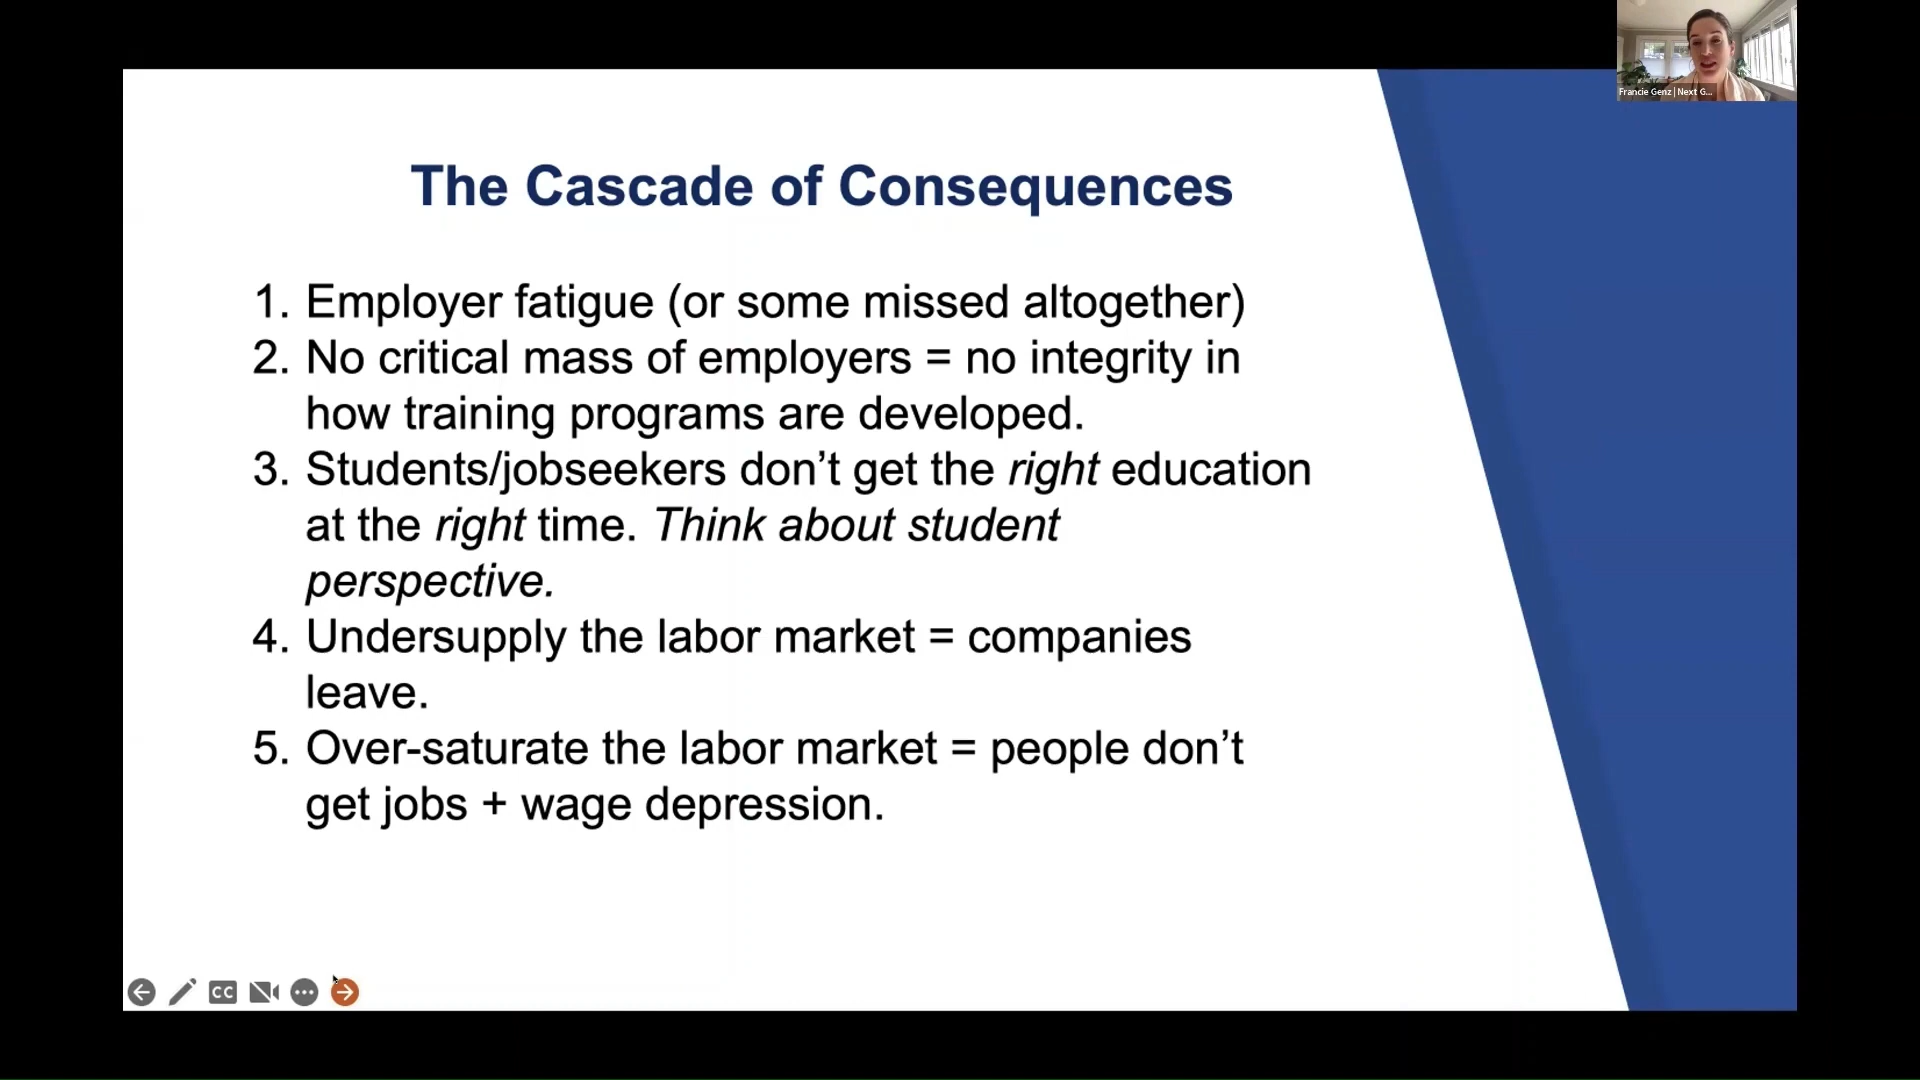 Francie Genz | Next G...
The Cascade of Consequences
1. Employer fatigue (or some missed altogether)
2. No critical mass of employers = no integrity in
how training programs are developed.
3. Students/jobseekers don’t get the right education
at the right time. Think about student
perspective.
4. Undersupply the labor market = companies
leave.
5. Over-saturate the labor market = people don’t
get jobs + wage depression.
CC